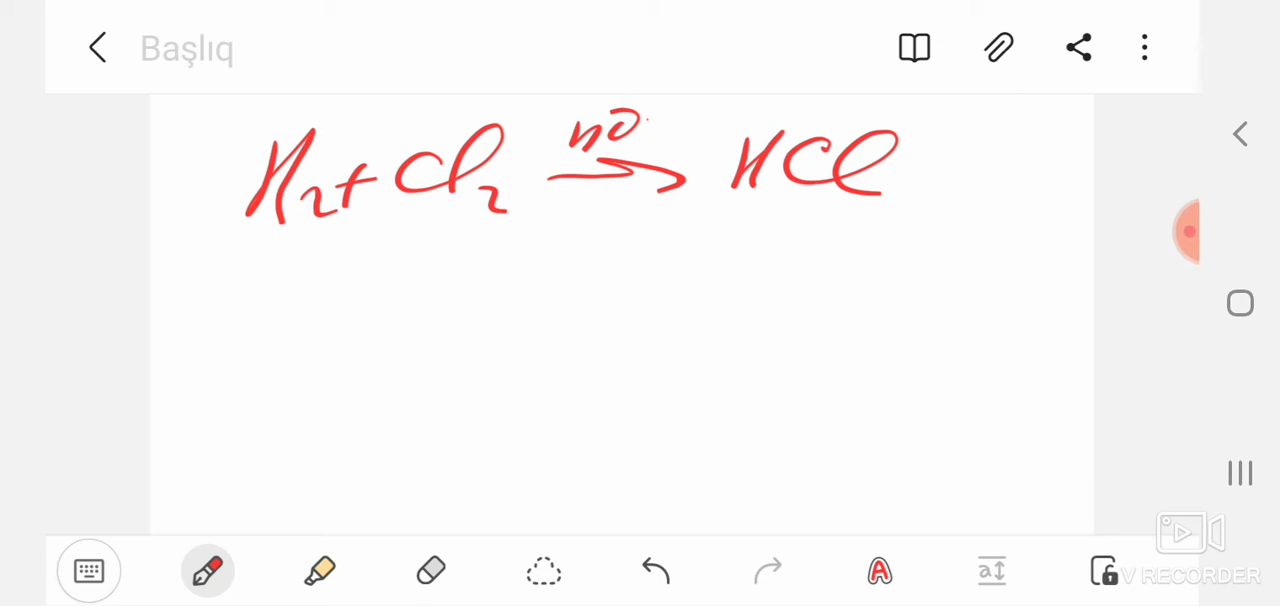 Başlıq
H₂ + Cl₂ → HCl
A
a
V RECORDER